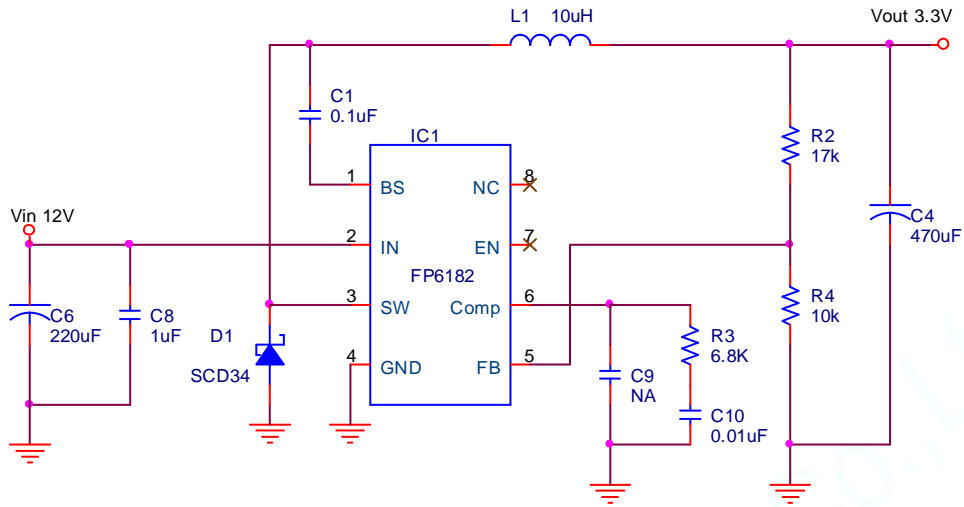 L1 10uH
Vout 3.3V
C1
0.1uF
IC1
R2
17k
1 BS
NC 8
Vin 12V
2 IN
EN 7
C4
470uF
FP6182
C6
220uF
C8
1uF
3 SW
Comp 6
R4
10k
D1
SCD34
R3
6.8K
4 GND
FB 5
C9
NA
C10
0.01uF